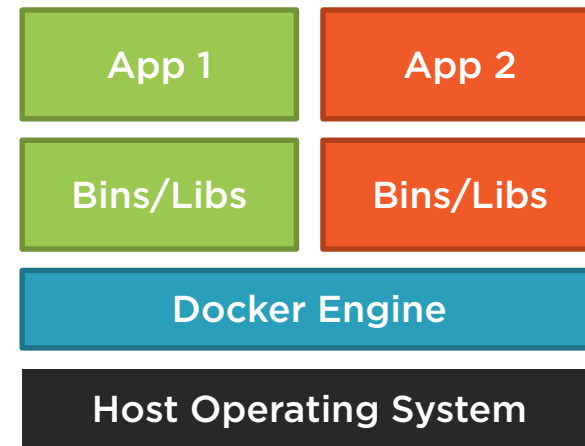 App 1
App 2
Bins/Libs
Bins/Libs
Docker Engine
Host Operating System